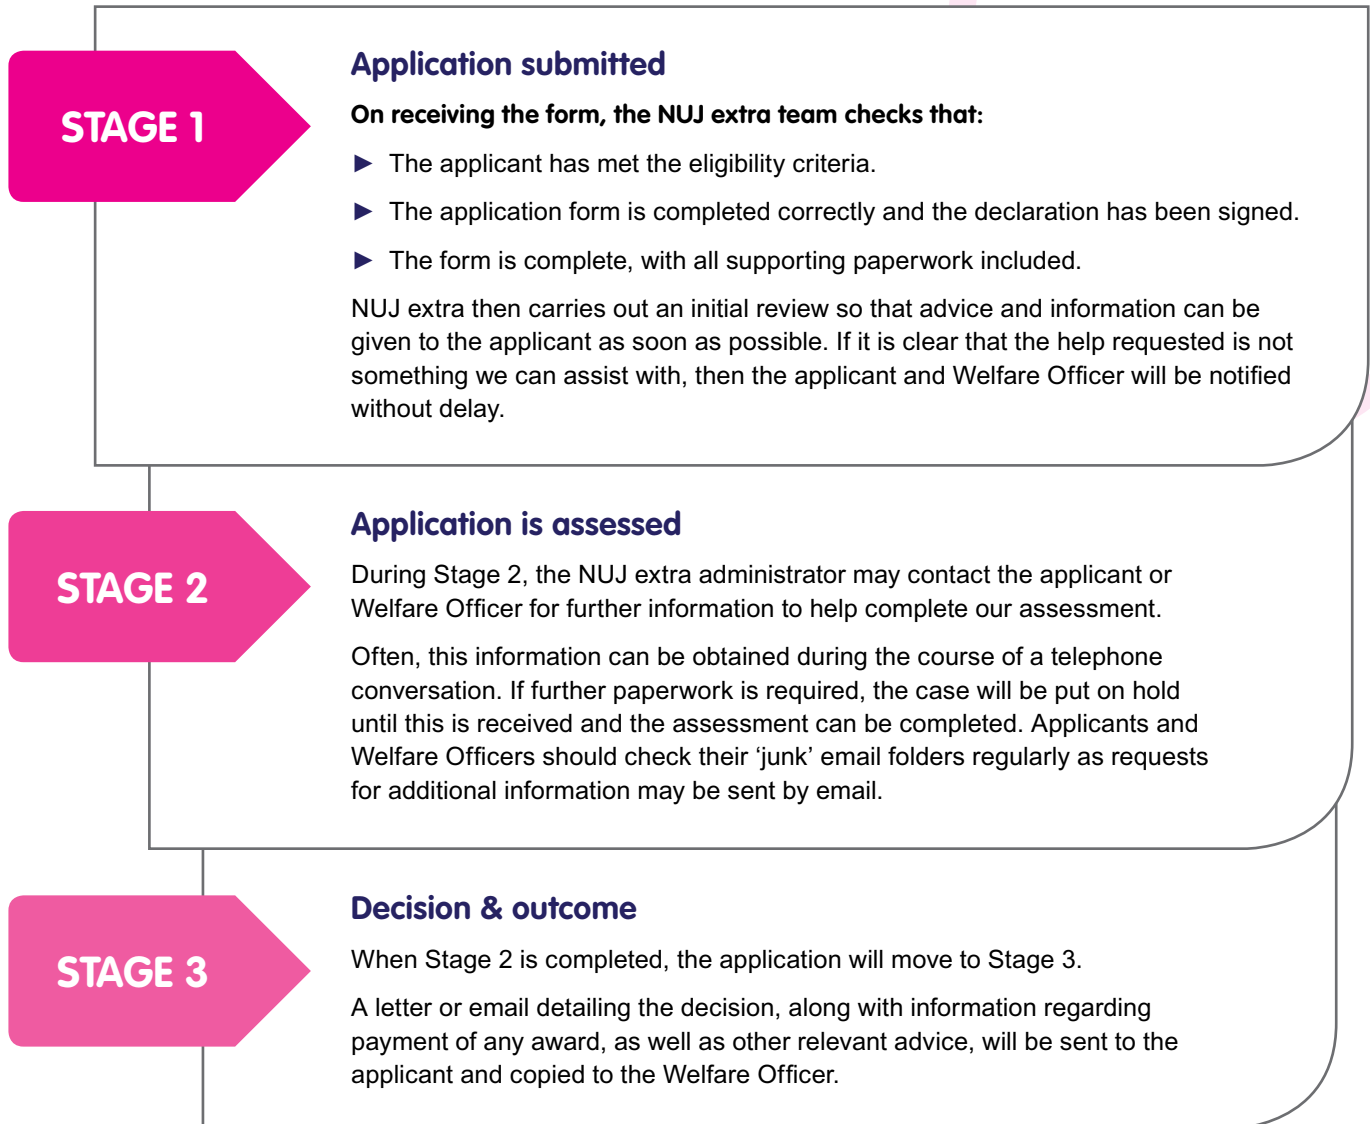 STAGE 1
Application submitted
On receiving the form, the NUJ extra team checks that:
► The applicant has met the eligibility criteria.
► The application form is completed correctly and the declaration has been signed.
► The form is complete, with all supporting paperwork included.
NUJ extra then carries out an initial review so that advice and information can be
given to the applicant as soon as possible. If it is clear that the help requested is not
something we can assist with, then the applicant and Welfare Officer will be notified
without delay.
STAGE 2
Application is assessed
During Stage 2, the NUJ extra administrator may contact the applicant or
Welfare Officer for further information to help complete our assessment.
Often, this information can be obtained during the course of a telephone
conversation. If further paperwork is required, the case will be put on hold
until this is received and the assessment can be completed. Applicants and
Welfare Officers should check their ‘junk’ email folders regularly as requests
for additional information may be sent by email.
STAGE 3
Decision & outcome
When Stage 2 is completed, the application will move to Stage 3.
A letter or email detailing the decision, along with information regarding
payment of any award, as well as other relevant advice, will be sent to the
applicant and copied to the Welfare Officer.